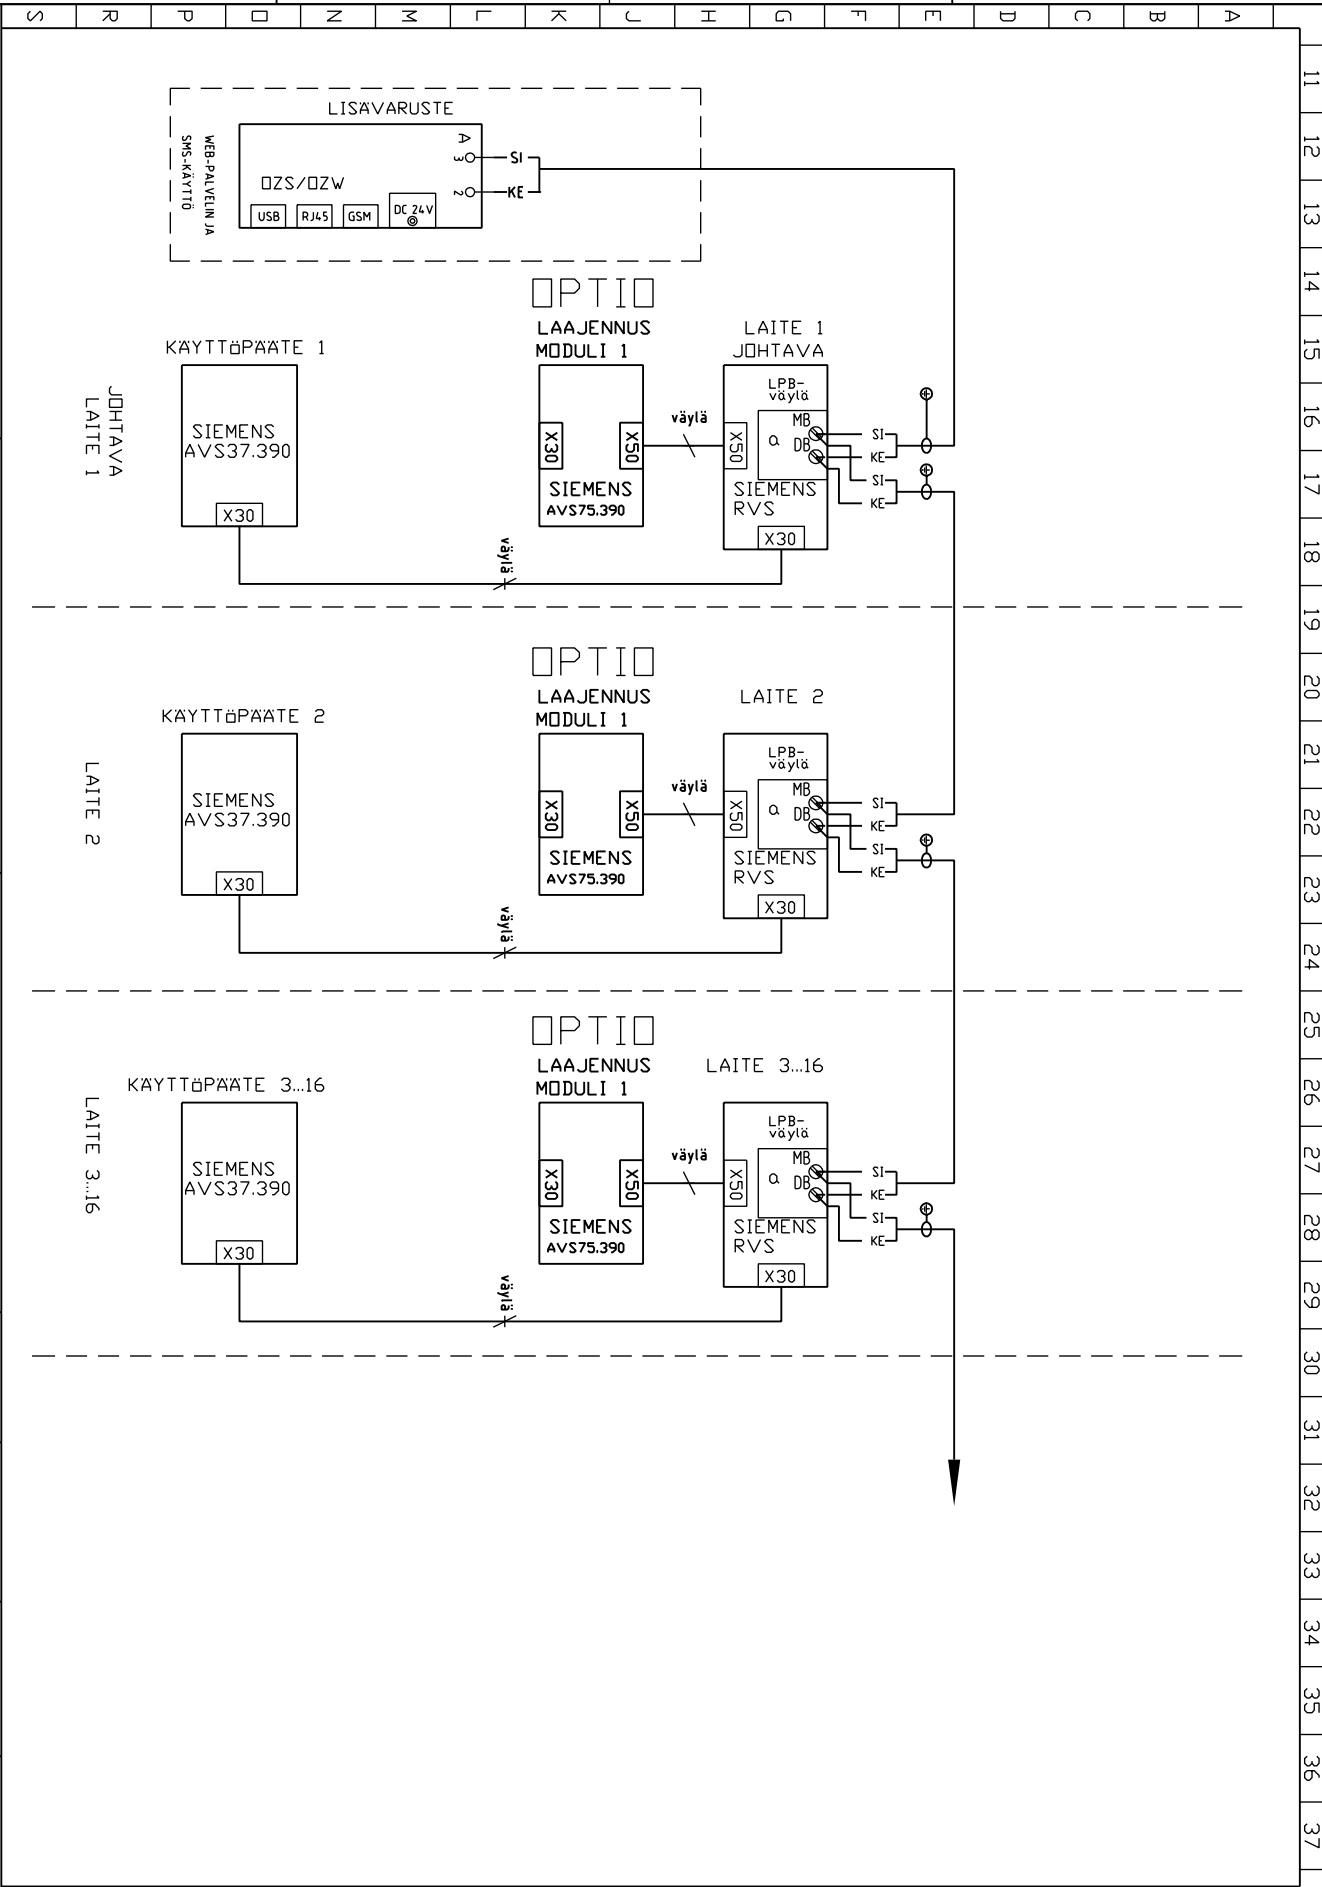 S R P O N M L K J H G F E D C B A
11
12
13
14
15
16
17
18
19
20
21
22
23
24
25
26
27
28
29
30
31
32
33
34
35
36
37
LISÄVARUSTE
WEB-PALVELIN JA
SMS-KÄYTTÖ
OZS/OZW
A
3
2
SI
KE
USB
RJ45
GSM
DC 24V
OPTIO
LAAJENNUS
MODULI 1
LAITE 1
JOHTAVA
KÄYTTöPÄÄTE 1
JOHTAVA
LAITE 1
SIEMENS
AVS37.390
X30
X30
X50
SIEMENS
AVS75.390
väylä
LPB-
väylä
MB
a
DB
X50
SIEMENS
RVS
X30
SI
KE
SI
KE
väylä
OPTIO
LAAJENNUS
MODULI 1
LAITE 2
KÄYTTöPÄÄTE 2
LAITE 2
SIEMENS
AVS37.390
X30
X30
X50
SIEMENS
AVS75.390
väylä
LPB-
väylä
MB
a
DB
X50
SIEMENS
RVS
X30
SI
KE
SI
KE
väylä
OPTIO
LAAJENNUS
MODULI 1
LAITE 3...16
KÄYTTöPÄÄTE 3...16
LAITE 3...16
SIEMENS
AVS37.390
X30
X30
X50
SIEMENS
AVS75.390
väylä
LPB-
väylä
MB
a
DB
X50
SIEMENS
RVS
X30
SI
KE
SI
KE
väylä